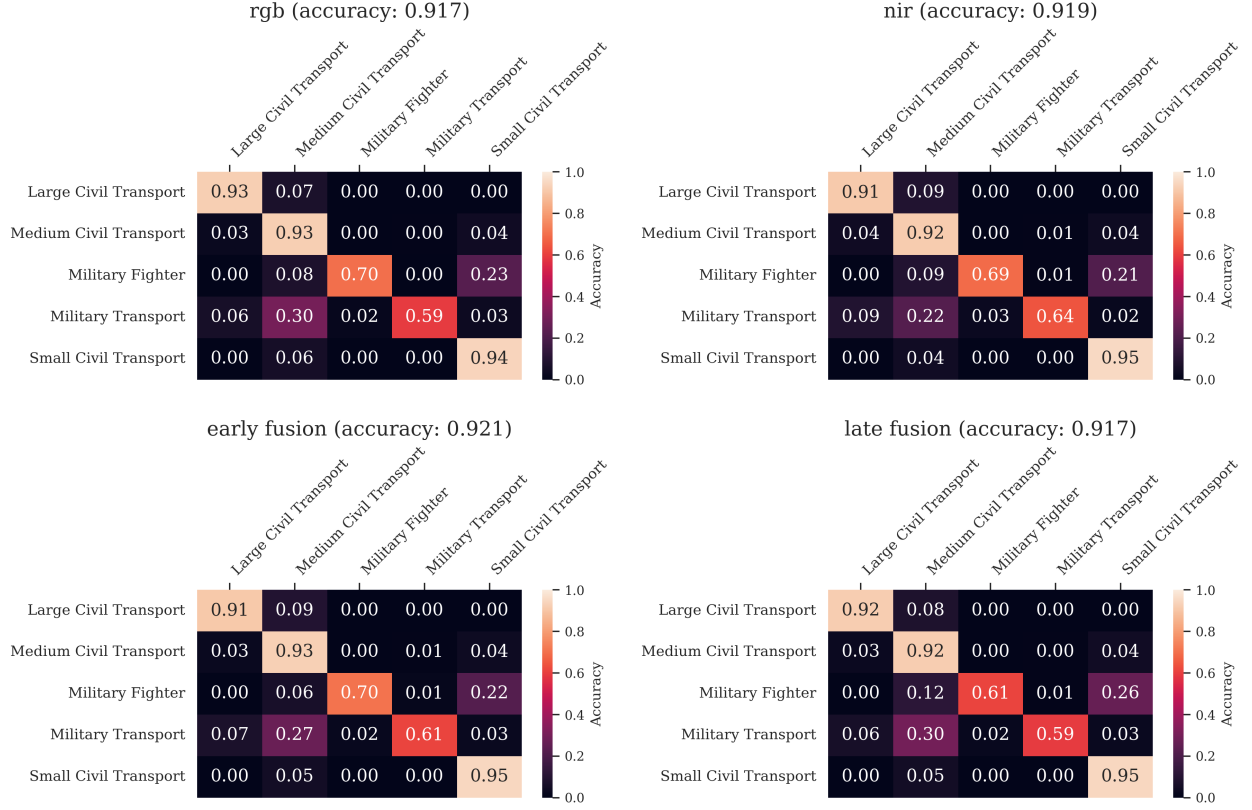 rgb (accuracy: 0.917)
Large Civil Transport
Medium Civil Transport
Military Fighter
Military Transport
Small Civil Transport
Large Civil Transport 0.93 0.07 0.00 0.00 0.00
Medium Civil Transport 0.03 0.93 0.00 0.00 0.04
Military Fighter 0.00 0.08 0.70 0.00 0.23
Military Transport 0.06 0.30 0.02 0.59 0.03
Small Civil Transport 0.00 0.06 0.00 0.00 0.94
1.0
0.8
0.6
0.4
0.2
0.0
Accuracy
nir (accuracy: 0.919)
Large Civil Transport
Medium Civil Transport
Military Fighter
Military Transport
Small Civil Transport
Large Civil Transport 0.91 0.09 0.00 0.00 0.00
Medium Civil Transport 0.04 0.92 0.00 0.01 0.04
Military Fighter 0.00 0.09 0.69 0.01 0.21
Military Transport 0.09 0.22 0.03 0.64 0.02
Small Civil Transport 0.00 0.04 0.00 0.00 0.95
1.0
0.8
0.6
0.4
0.2
0.0
Accuracy
early fusion (accuracy: 0.921)
Large Civil Transport
Medium Civil Transport
Military Fighter
Military Transport
Small Civil Transport
Large Civil Transport 0.91 0.09 0.00 0.00 0.00
Medium Civil Transport 0.03 0.93 0.00 0.01 0.04
Military Fighter 0.00 0.06 0.70 0.01 0.22
Military Transport 0.07 0.27 0.02 0.61 0.03
Small Civil Transport 0.00 0.05 0.00 0.00 0.95
1.0
0.8
0.6
0.4
0.2
0.0
Accuracy
late fusion (accuracy: 0.917)
Large Civil Transport
Medium Civil Transport
Military Fighter
Military Transport
Small Civil Transport
Large Civil Transport 0.92 0.08 0.00 0.00 0.00
Medium Civil Transport 0.03 0.92 0.00 0.00 0.04
Military Fighter 0.00 0.12 0.61 0.01 0.26
Military Transport 0.06 0.30 0.02 0.59 0.03
Small Civil Transport 0.00 0.05 0.00 0.00 0.95
1.0
0.8
0.6
0.4
0.2
0.0
Accuracy